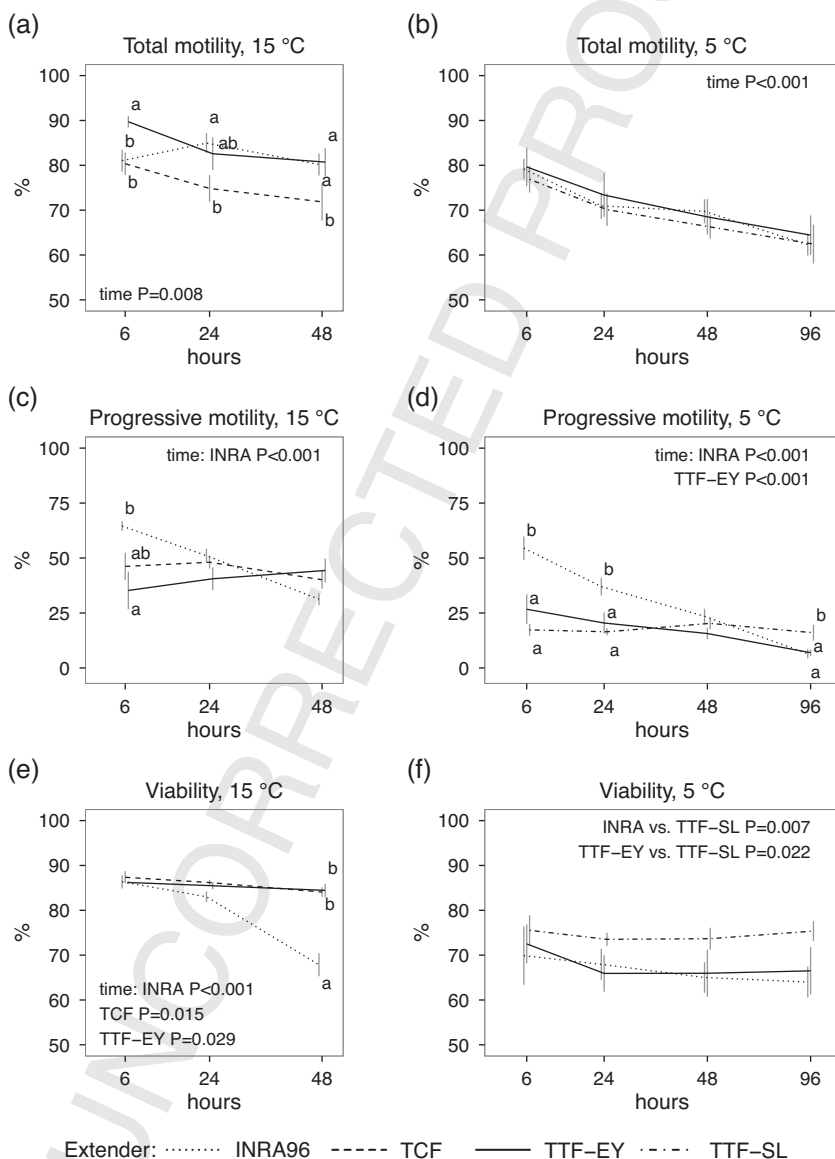 (a)
Total motility, 15 °C
100
90
80
70
60
50
%
a
b
b
a
ab
b
a
a
b
time P=0.008
6 24 48
hours
(b)
Total motility, 5 °C
100
90
80
70
60
50
%
time P<0.001
6 24 48 96
hours
(c)
Progressive motility, 15 °C
100
75
50
25
0
%
time: INRA P<0.001
b
ab
a
6 24 48
hours
(d)
Progressive motility, 5 °C
100
75
50
25
0
%
time: INRA P<0.001
TTF−EY P<0.001
b
a
a
b
a
a
b
a
a
6 24 48 96
hours
(e)
Viability, 15 °C
100
90
80
70
60
50
%
b
b
a
time: INRA P<0.001
TCF P=0.015
TTF−EY P=0.029
6 24 48
hours
(f)
Viability, 5 °C
100
90
80
70
60
50
%
INRA vs. TTF−SL P=0.007
TTF−EY vs. TTF−SL P=0.022
6 24 48 96
hours
Extender: INRA96 TCF TTF−EY TTF−SL
UNCORRECTED PROO